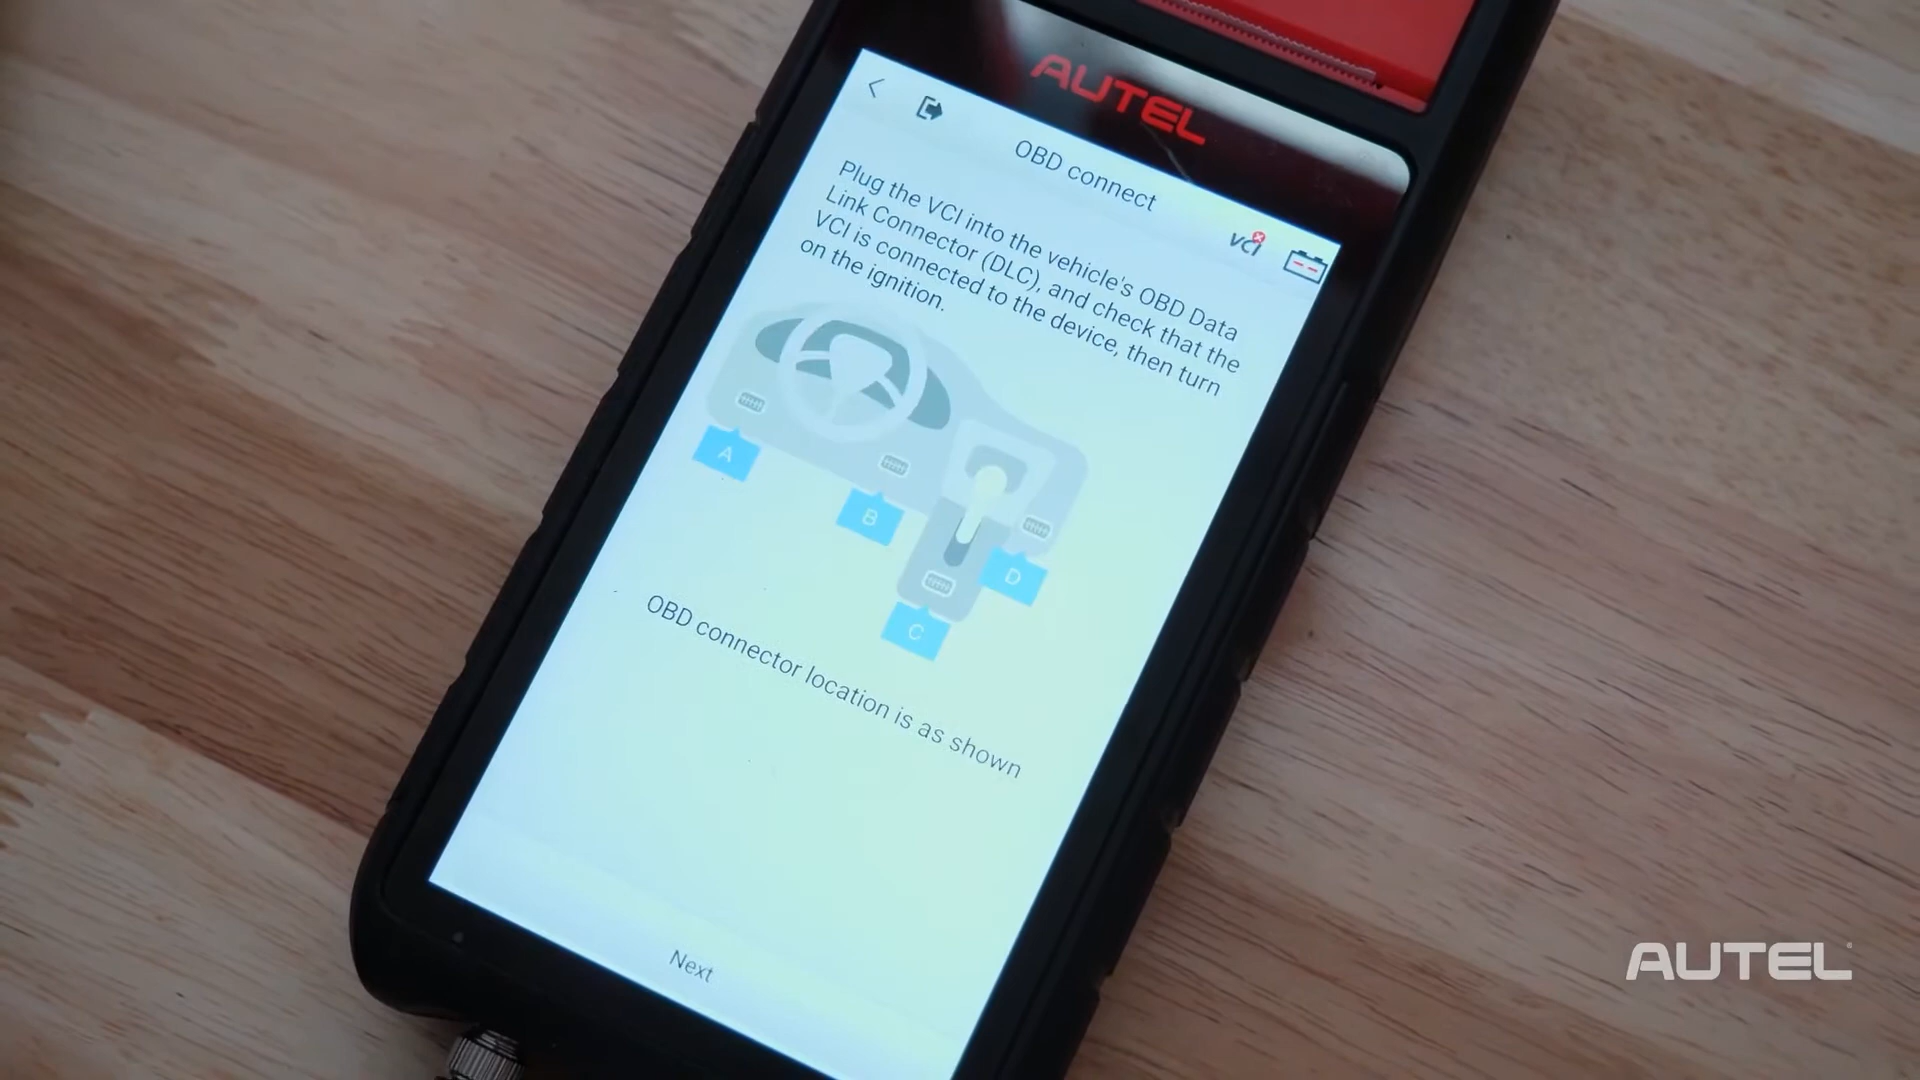 AUTEL
OBD connect
VCI
Plug the VCI into the vehicle's OBD Data
Link Connector (DLC), and check that the
VCI is connected to the device, then turn
on the ignition.
A
B
D
C
OBD connector location is as shown
Next
AUTEL